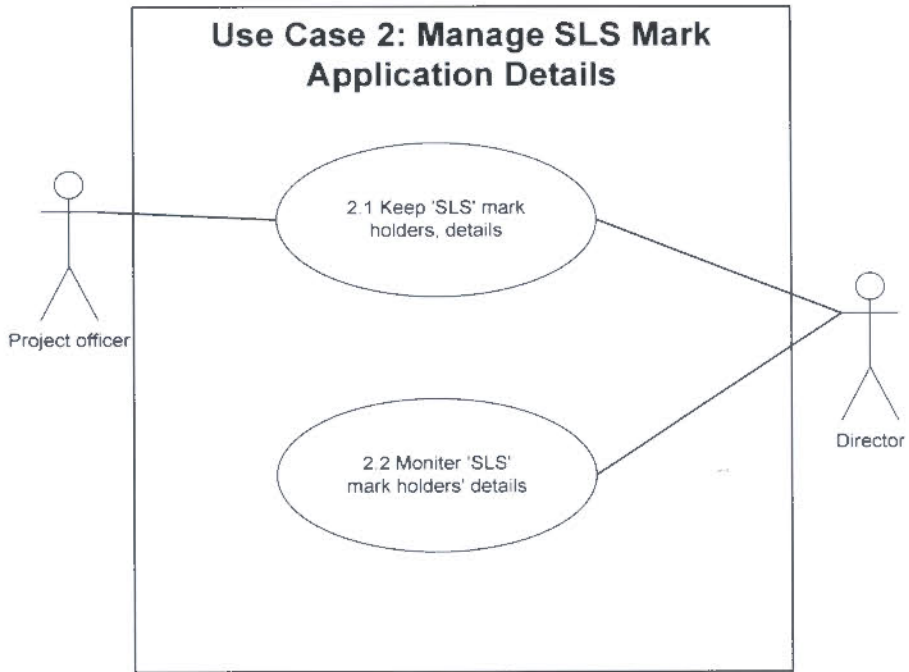 Use Case 2: Manage SLS Mark
Application Details
2.1 Keep 'SLS' mark
holders, details
Project officer
2.2 Moniter 'SLS'
mark holders' details
Director